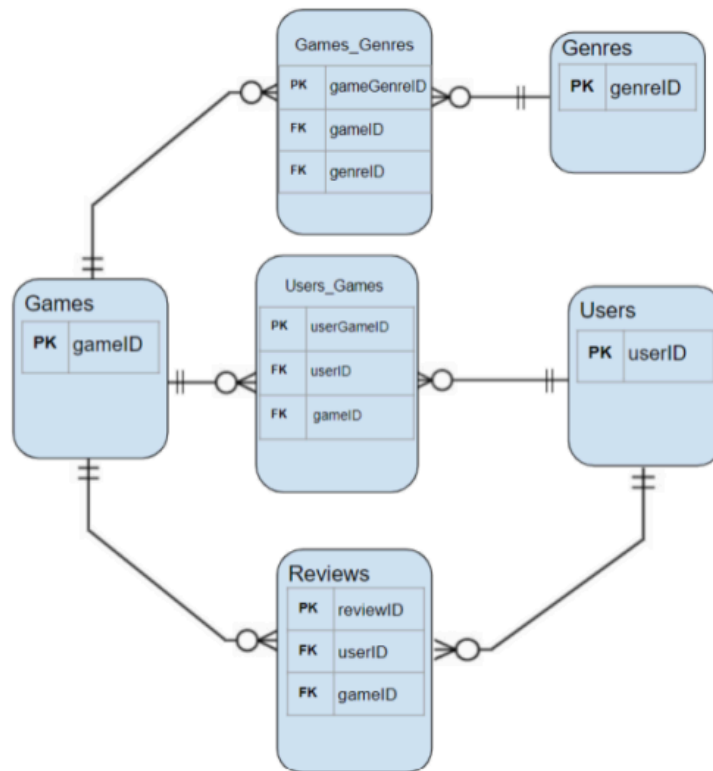 Games_Genres
PK gameGenreID
FK gameID
FK genreID
Genres
PK genreID
Games
PK gameID
Users_Games
PK userGameID
FK userID
FK gameID
Users
PK userID
Reviews
PK reviewID
FK userID
FK gameID